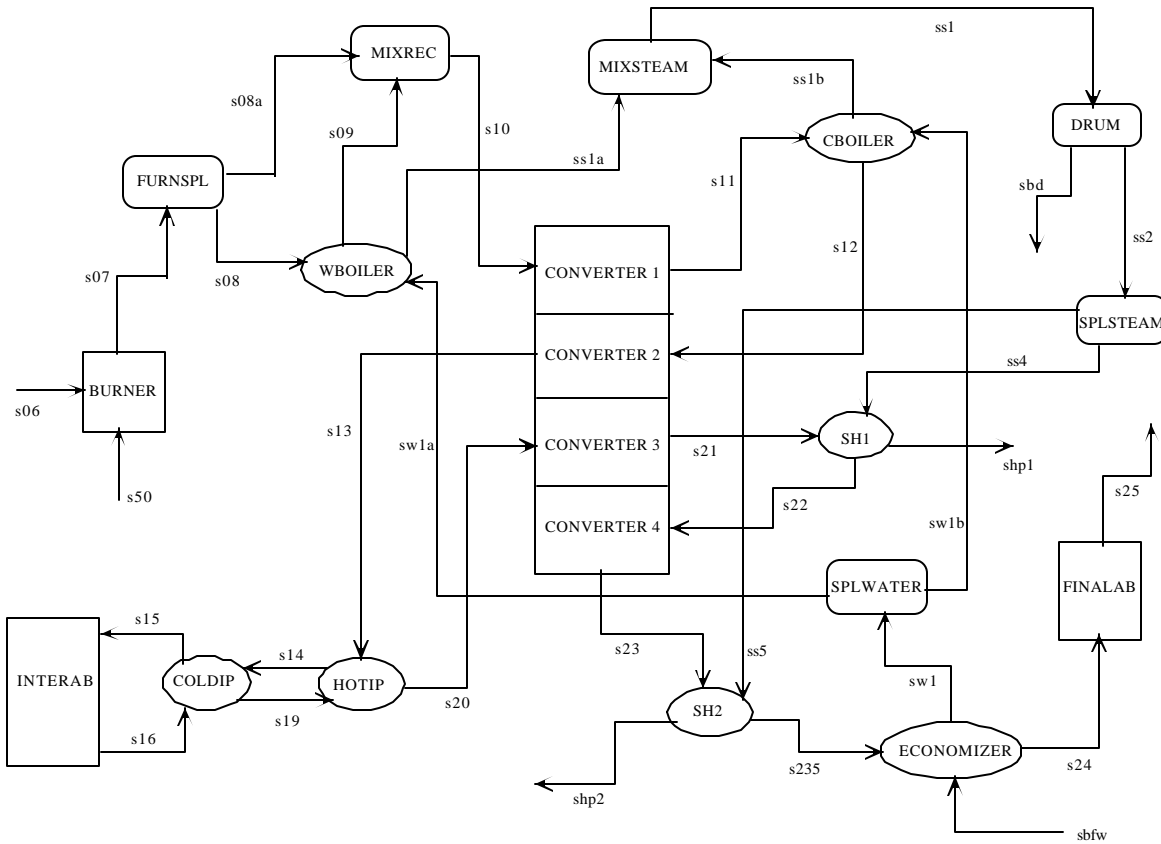 ss1
MIXREC
MIXSTEAM
ss1b
s08a
s09
s10
DRUM
CBOILER
ss1a
FURNSPL
s11
sbd
s12
ss2
s07
s08
WBOILER
CONVERTER 1
SPLSTEAM
CONVERTER 2
ss4
BURNER
s06
s13
sw1a
CONVERTER 3
s21
SH1
shp1
s50
s22
s25
CONVERTER 4
sw1b
SPLWATER
FINALAB
s15
s23
ss5
s14
INTERAB
COLDIP
HOTIP
sw1
s20
s19
SH2
s16
ECONOMIZER
s235
s24
shp2
sbfw